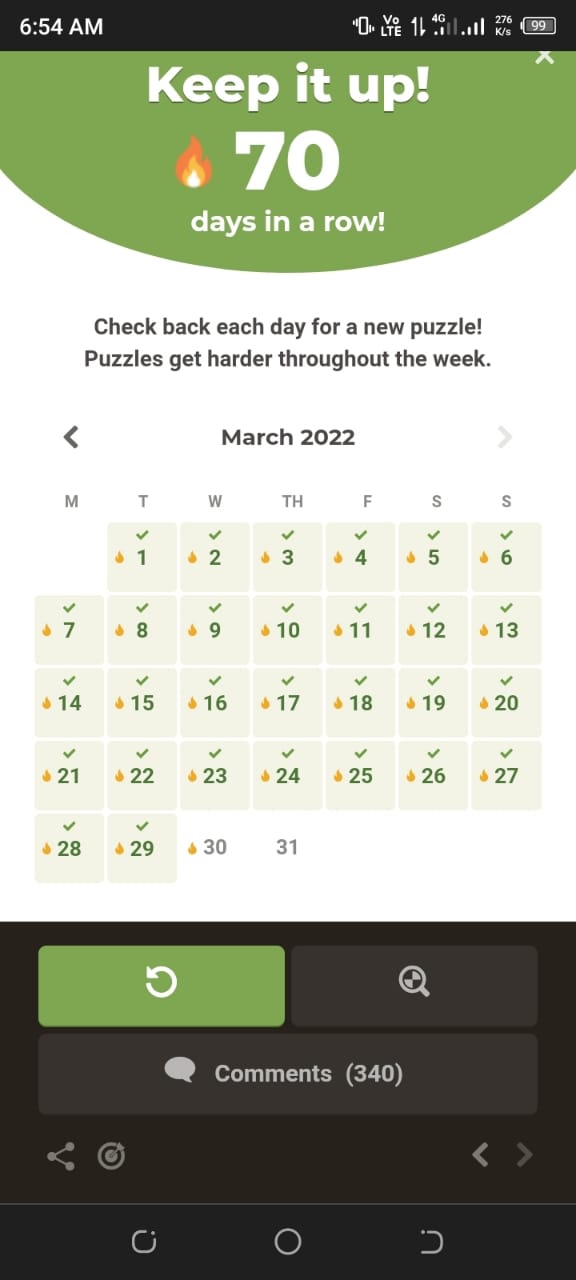 6:54 AM Vo LTE 4G 276 K/s 99
Keep it up!
70
days in a row!
Check back each day for a new puzzle!
Puzzles get harder throughout the week.
March 2022
M T W TH F S S
1 2 3 4 5 6
7 8 9 10 11 12 13
14 15 16 17 18 19 20
21 22 23 24 25 26 27
28 29 30 31
Comments (340)